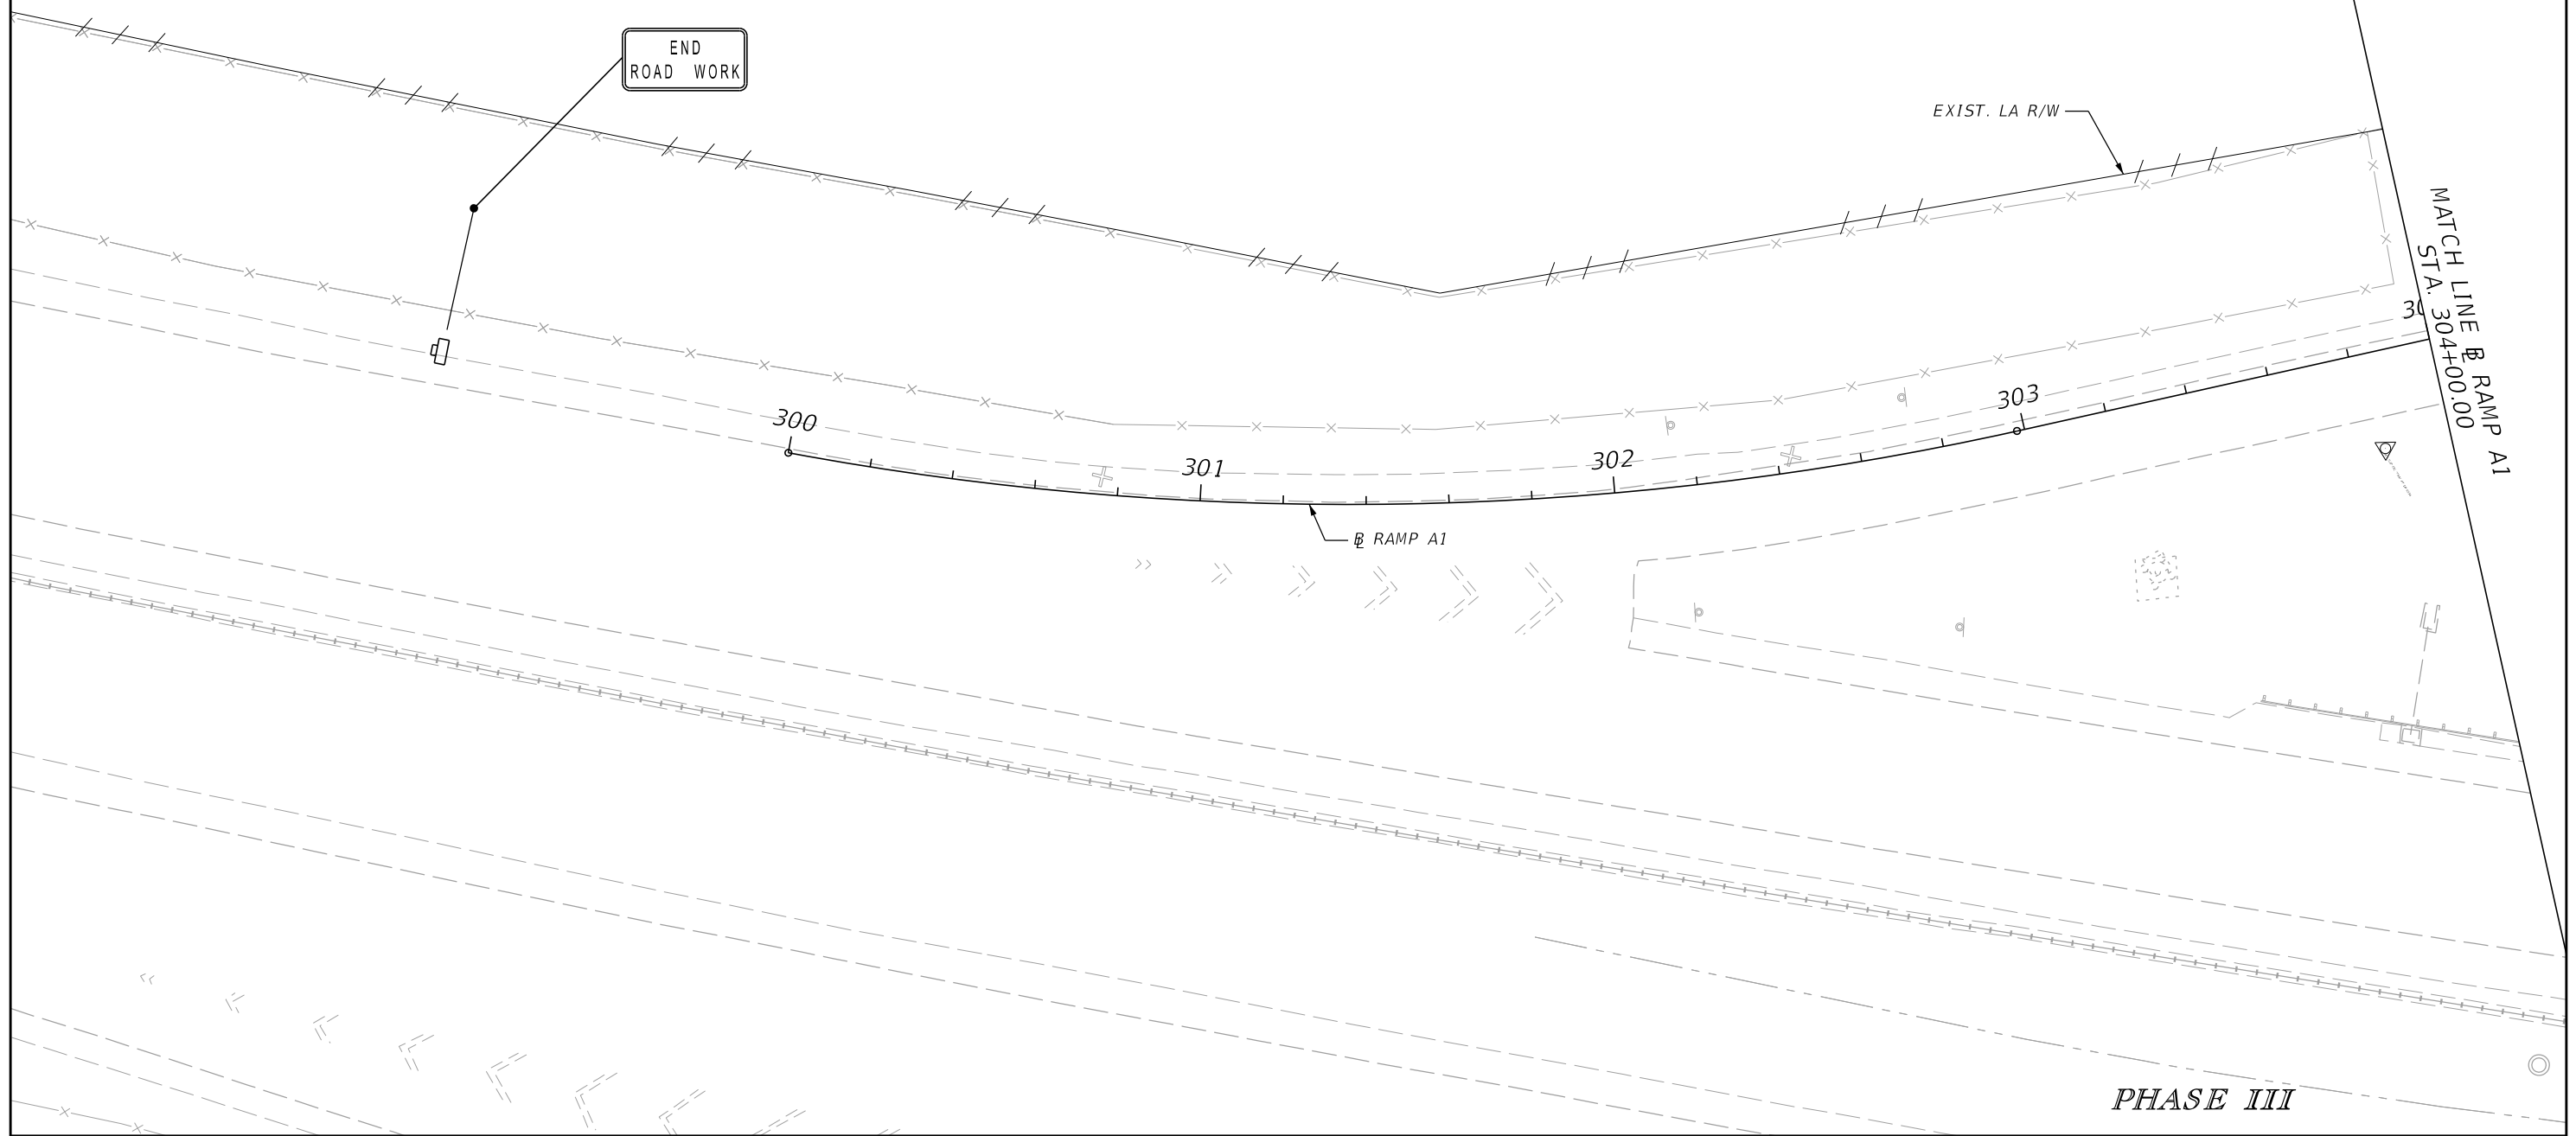 END
ROAD WORK
EXIST. LA R/W
MATCH LINE ⅊ RAMP A1
STA. 304+00.00
30
300
301
302
303
⅊ RAMP A1
PHASE III